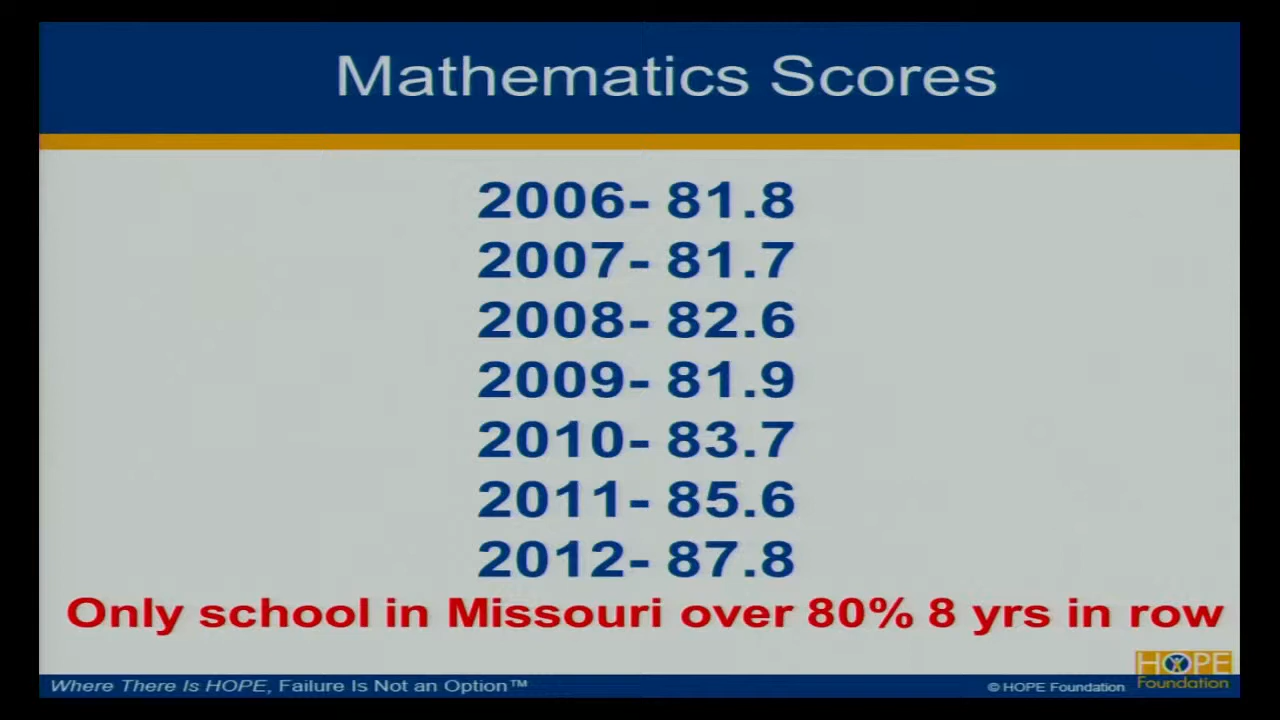 Mathematics Scores
2006- 81.8
2007- 81.7
2008- 82.6
2009- 81.9
2010- 83.7
2011- 85.6
2012- 87.8
Only school in Missouri over 80% 8 yrs in row
HOPE
Foundation
Where There Is HOPE, Failure Is Not an Option™
© HOPE Foundation